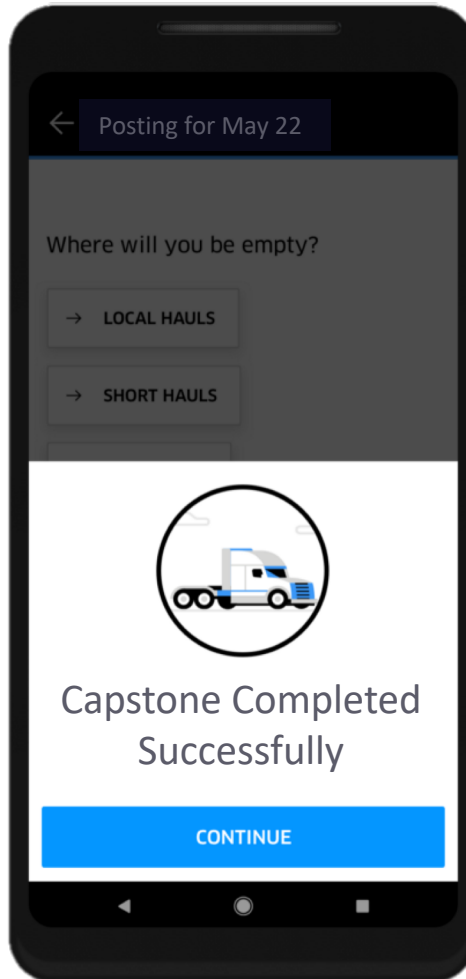 Posting for May 22
Where will you be empty?
→ LOCAL HAULS
→ SHORT HAULS
Capstone Completed
Successfully
CONTINUE